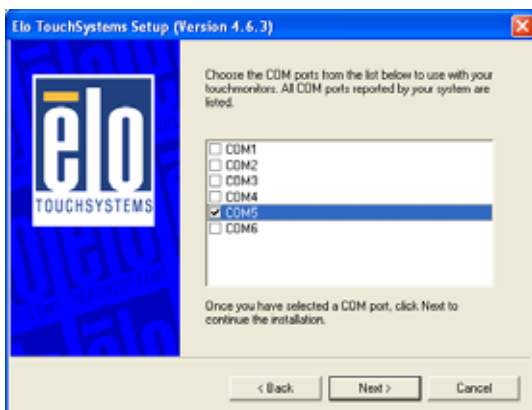 Elo TouchSystems Setup (Version 4.6.3)
Choose the COM ports from the list below to use with your
touchmonitors. All COM ports reported by your system are
listed.
elo
TOUCHSYSTEMS
COM1
COM2
COM3
COM4
COM5
COM6
Once you have selected a COM port, click Next to
continue the installation.
< Back
Next >
Cancel